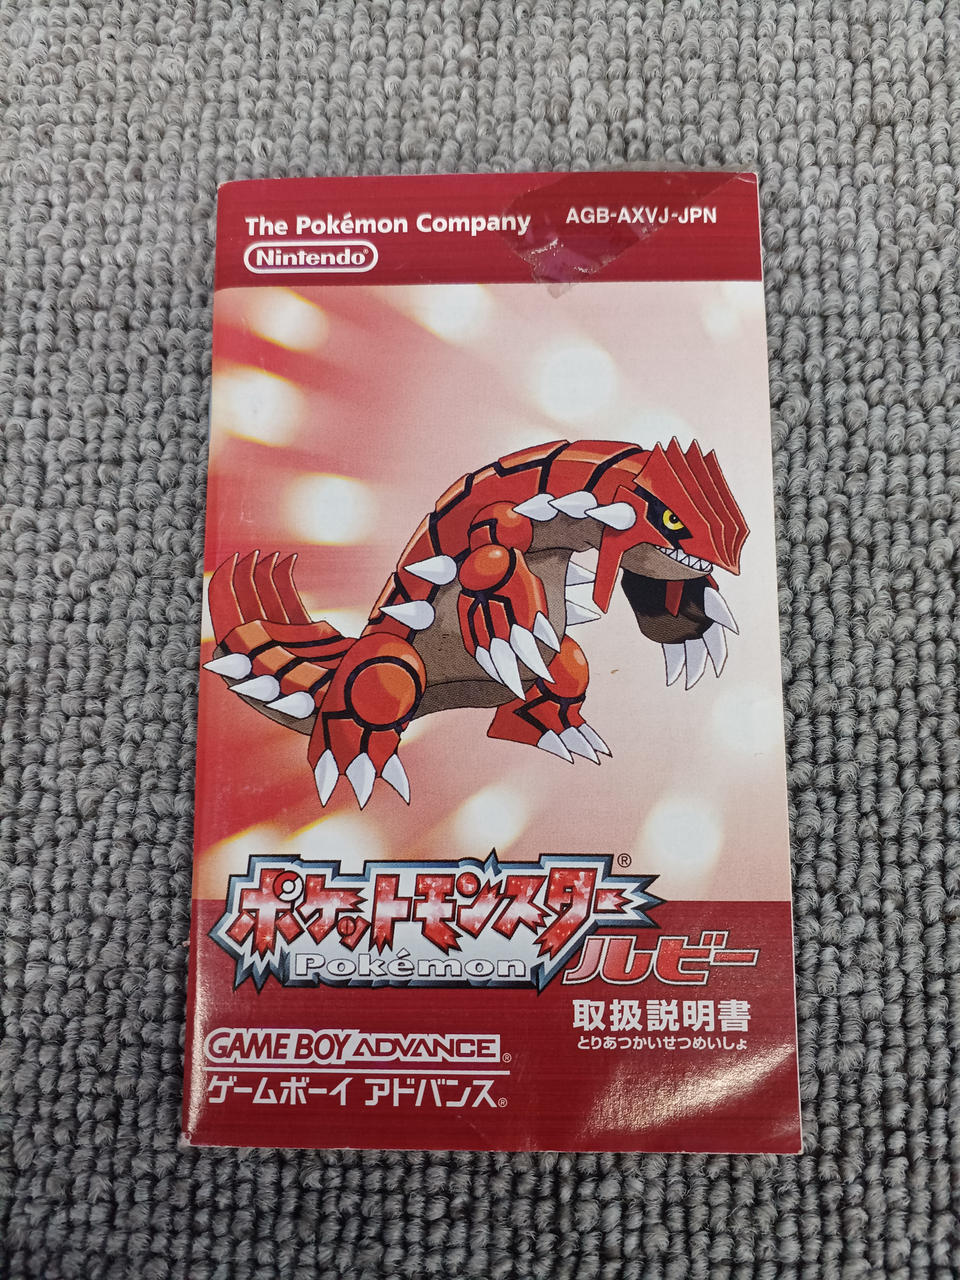 The Pokémon Company
AGB-AXVJ-JPN
Nintendo®
ポケットモンスター®
Pokémon
ルビー
取扱説明書
とりあつかいせつめいしょ
GAME BOY ADVANCE®
ゲームボーイ アドバンス®